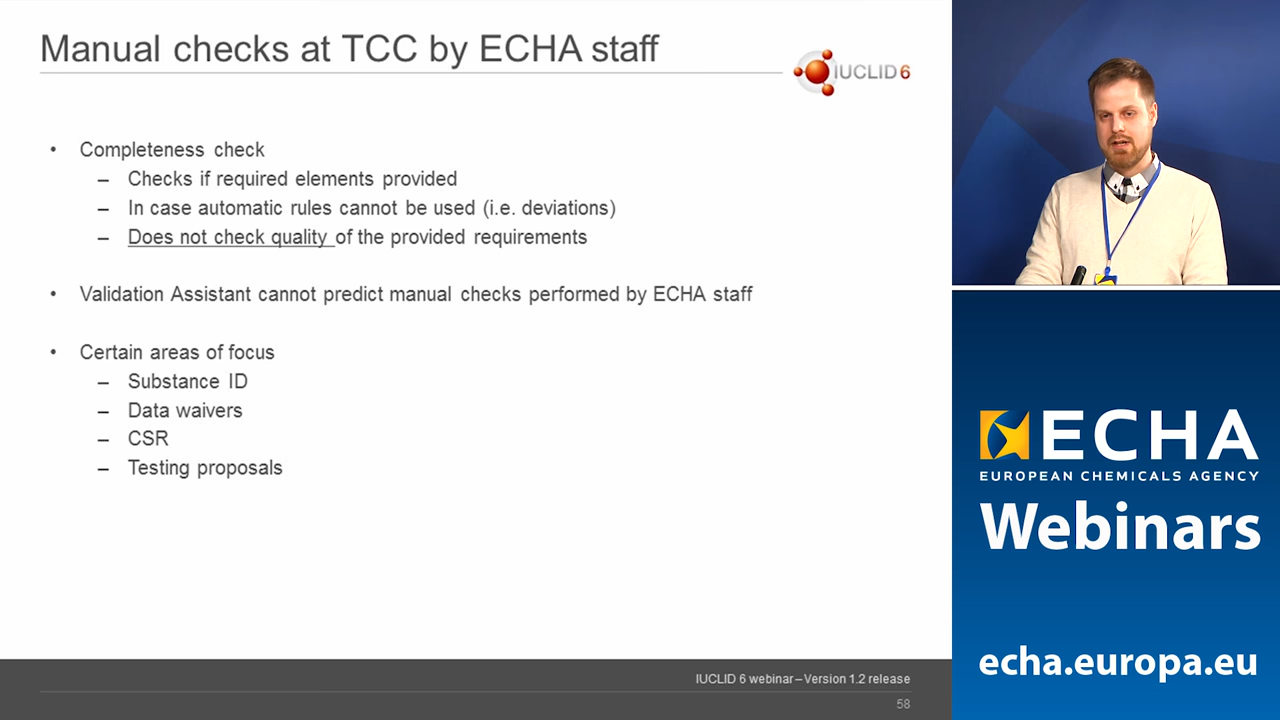 Manual checks at TCC by ECHA staff
IUCLID 6
• Completeness check
– Checks if required elements provided
– In case automatic rules cannot be used (i.e. deviations)
– Does not check quality of the provided requirements
• Validation Assistant cannot predict manual checks performed by ECHA staff
• Certain areas of focus
– Substance ID
– Data waivers
– CSR
– Testing proposals
IUCLID 6 webinar – Version 1.2 release
58
ECHA
EUROPEAN CHEMICALS AGENCY
Webinars
echa.europa.eu